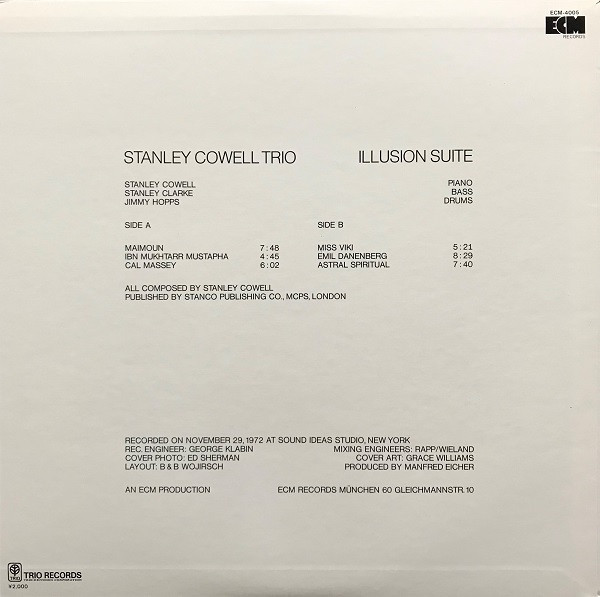 ECM-4005
ECM
RECORDS
STANLEY COWELL TRIO ILLUSION SUITE
STANLEY COWELL PIANO
STANLEY CLARKE BASS
JIMMY HOPPS DRUMS
SIDE A SIDE B
MAIMOUN 7:48 MISS VIKI 5:21
IBN MUKHTARR MUSTAPHA 4:45 EMIL DANENBERG 8:29
CAL MASSEY 6:02 ASTRAL SPIRITUAL 7:40
ALL COMPOSED BY STANLEY COWELL
PUBLISHED BY STANCO PUBLISHING CO., MCPS, LONDON
RECORDED ON NOVEMBER 29, 1972 AT SOUND IDEAS STUDIO, NEW YORK
REC. ENGINEER: GEORGE KLABIN MIXING ENGINEERS: RAPP/WIELAND
COVER PHOTO: ED SHERMAN COVER ART: GRACE WILLIAMS
LAYOUT: B & B WOJIRSCH PRODUCED BY MANFRED EICHER
AN ECM PRODUCTION ECM RECORDS MÜNCHEN 60 GLEICHMANNSTR. 10
TRIO TRIO RECORDS
¥2,000